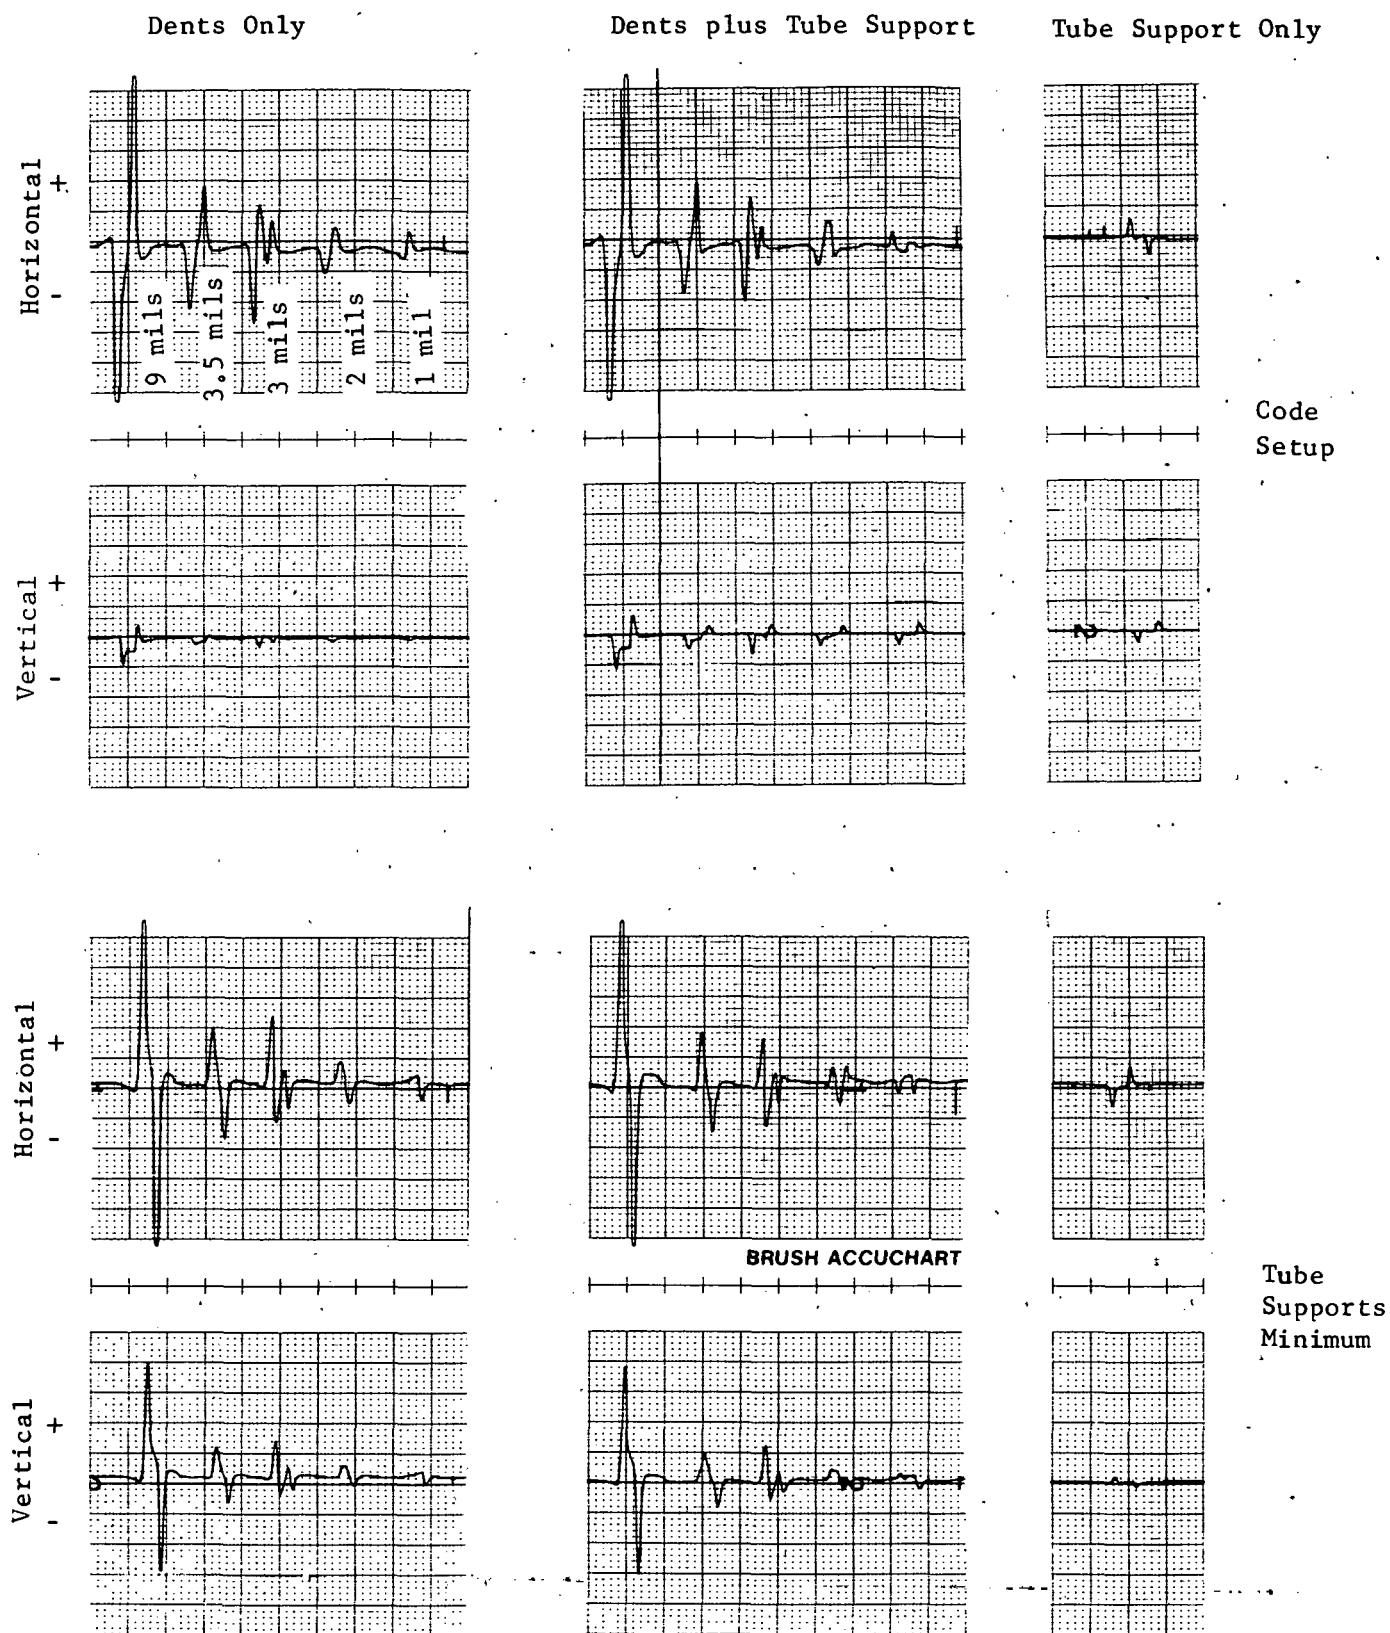 Dents Only
Dents plus Tube Support
Tube Support Only
Horizontal
+
-
9 mils
3.5 mils
3 mils
2 mils
1 mil
Code
Setup
Vertical
+
-
Horizontal
+
-
BRUSH ACCUCHART
Tube
Supports
Minimum
Vertical
+
-